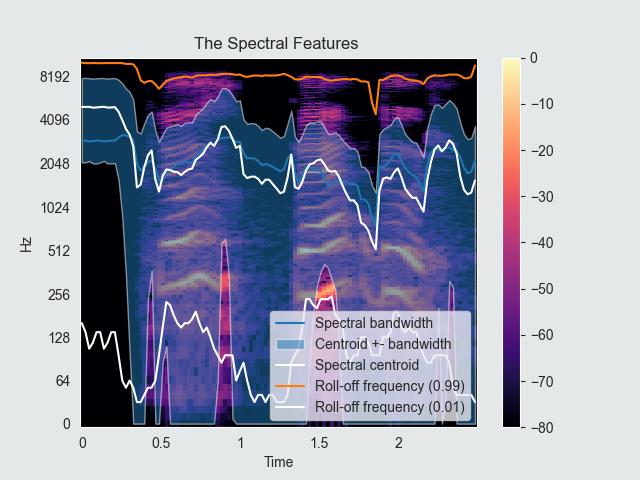 The Spectral Features
8192
4096
2048
1024
512
256
128
64
0
Hz
0
0.5
1
1.5
2
Time
Spectral bandwidth
Centroid +- bandwidth
Spectral centroid
Roll-off frequency (0.99)
Roll-off frequency (0.01)
0
−10
−20
−30
−40
−50
−60
−70
−80